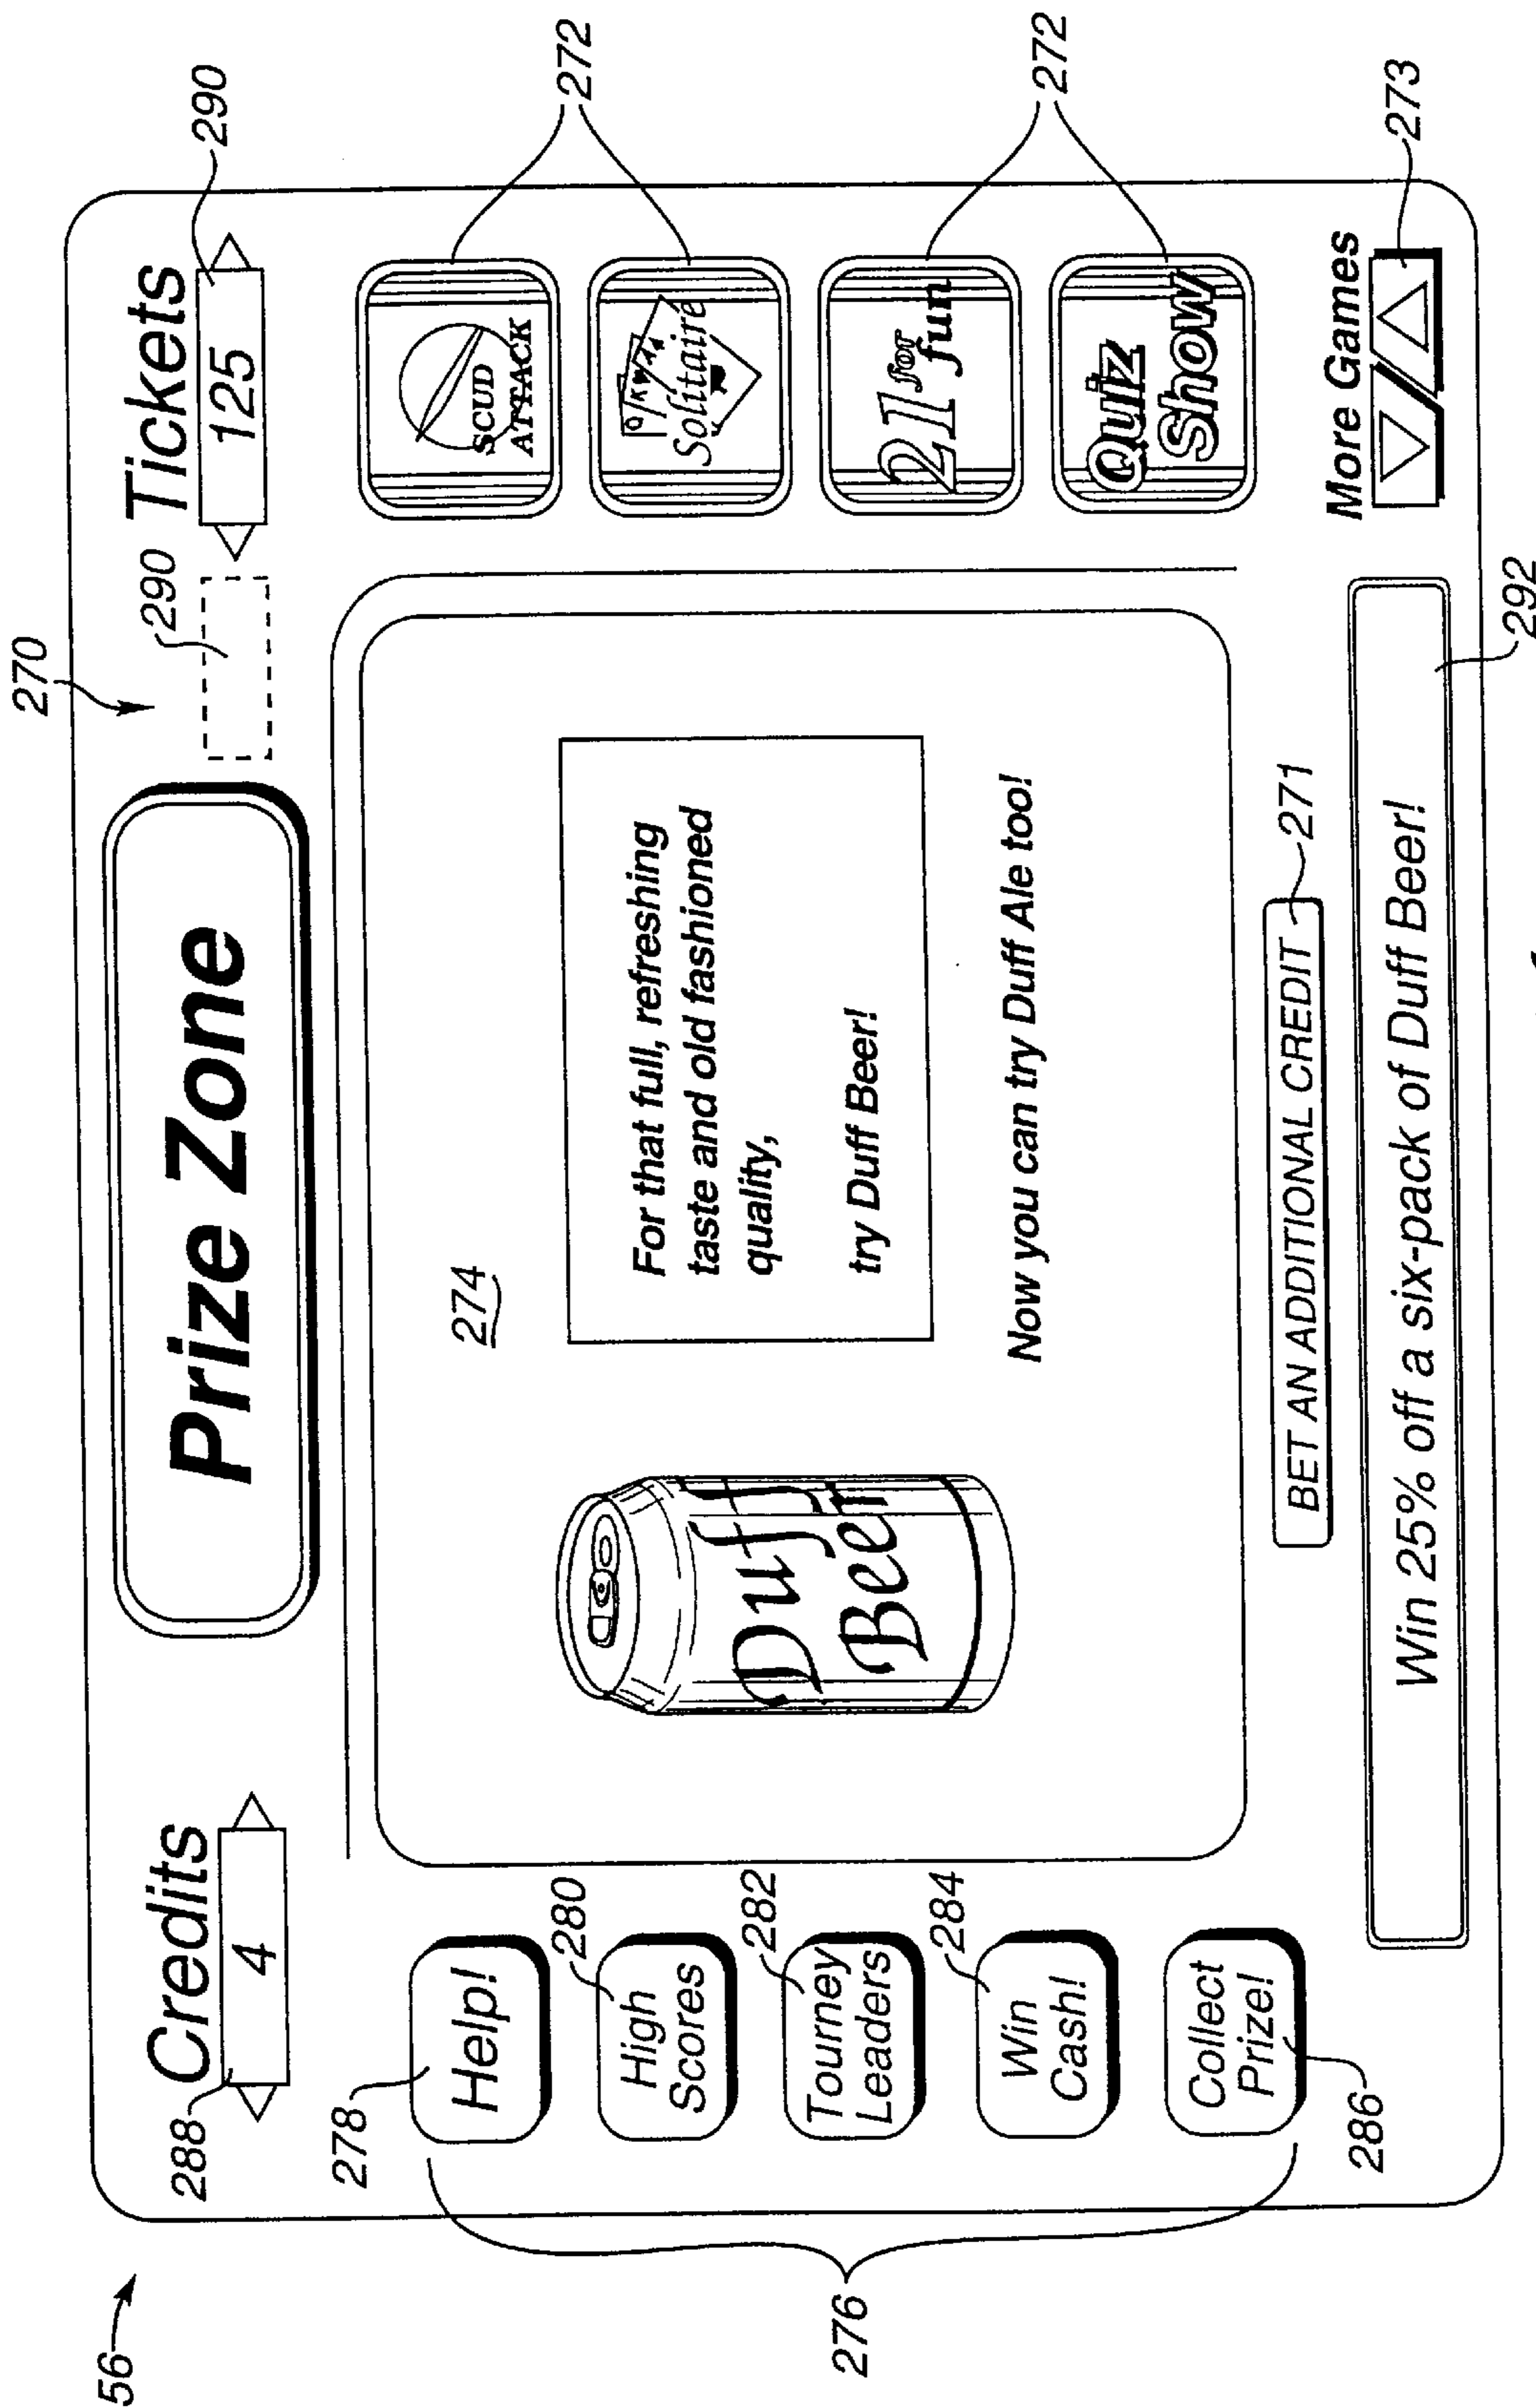 56
270
Credits
288
4
Prize Zone
290
Tickets
125
290
278
Help!
280
High
Scores
282
Tourney
Leaders
284
Win
Cash!
Collect
Prize!
286
276
274
Duff
Beer
For that full, refreshing
taste and old fashioned
quality,
try Duff Beer!
Now you can try Duff Ale too!
SCUD
ATTACK
272
Solitaire
21 for
fun
272
Quiz
Show
BET AN ADDITIONAL CREDIT
271
More Games
273
Win 25% off a six-pack of Duff Beer!
292